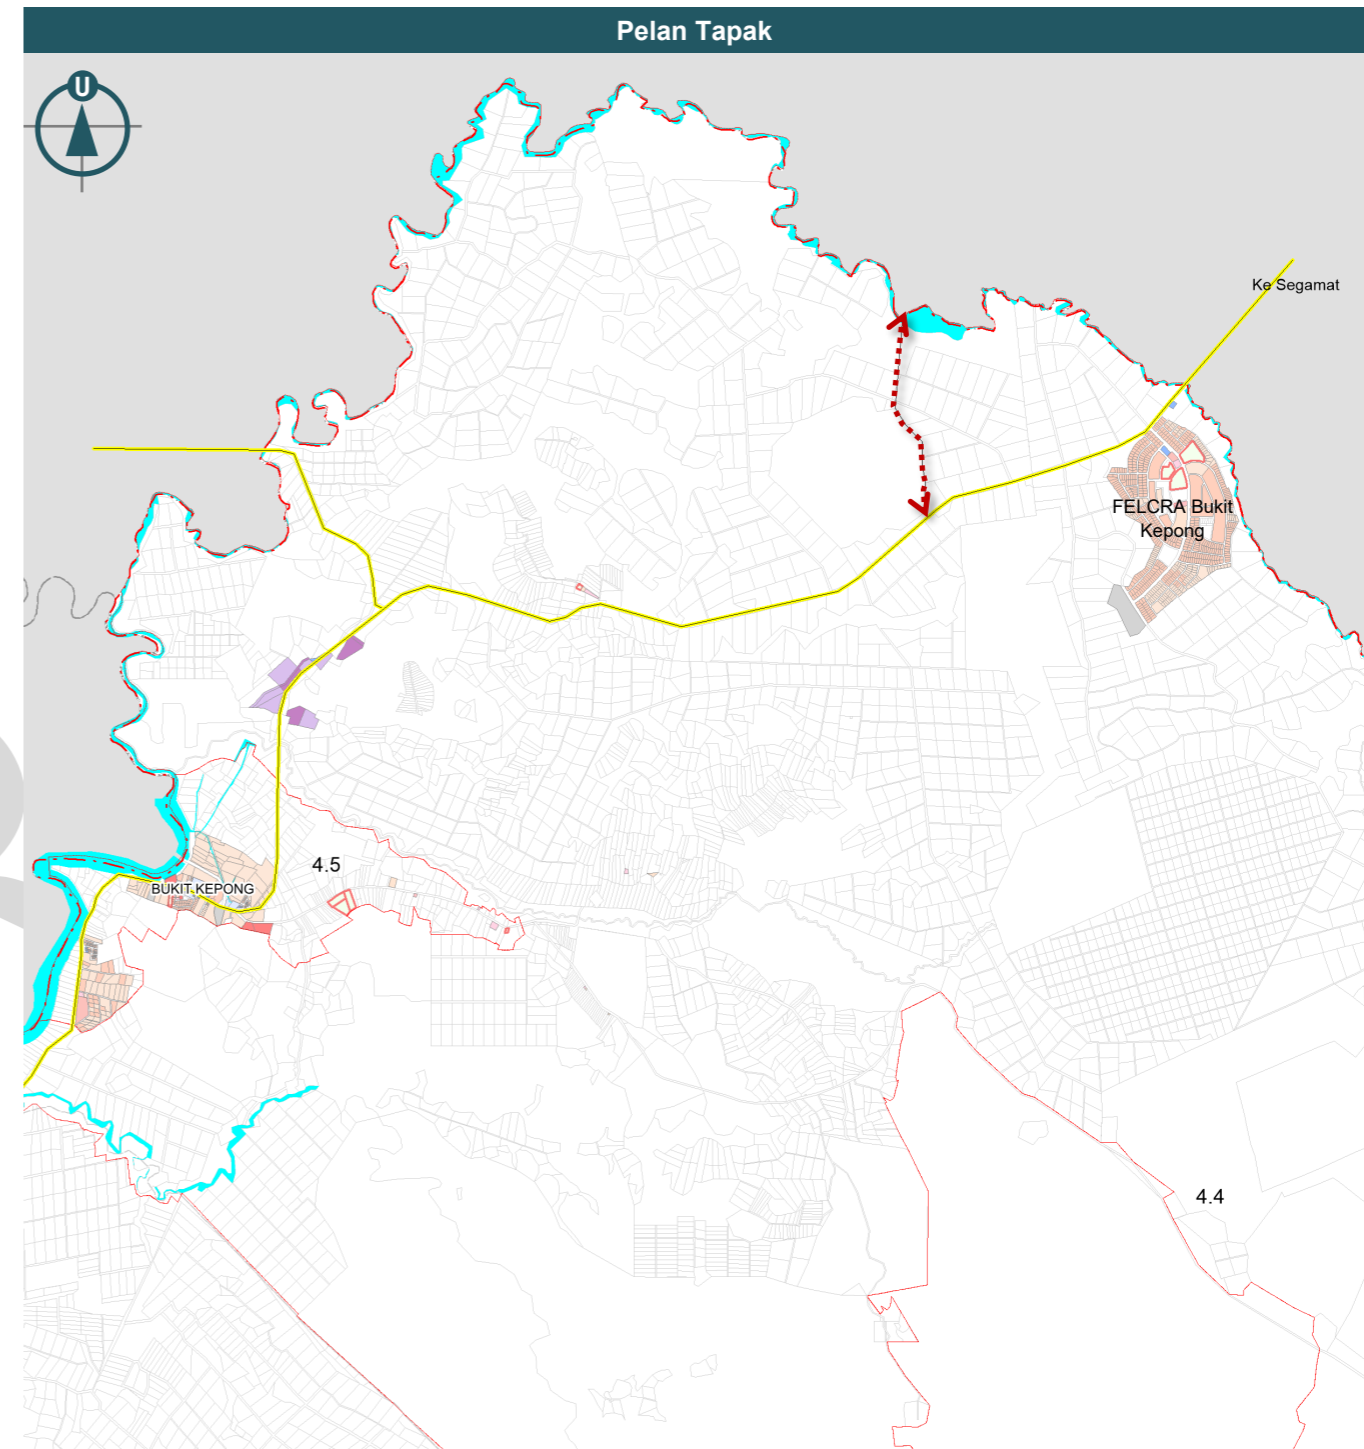 Pelan Tapak
U
Ke Segamat
FELCRA Bukit
Kepong
4.5
BUKIT KEPONG
4.4